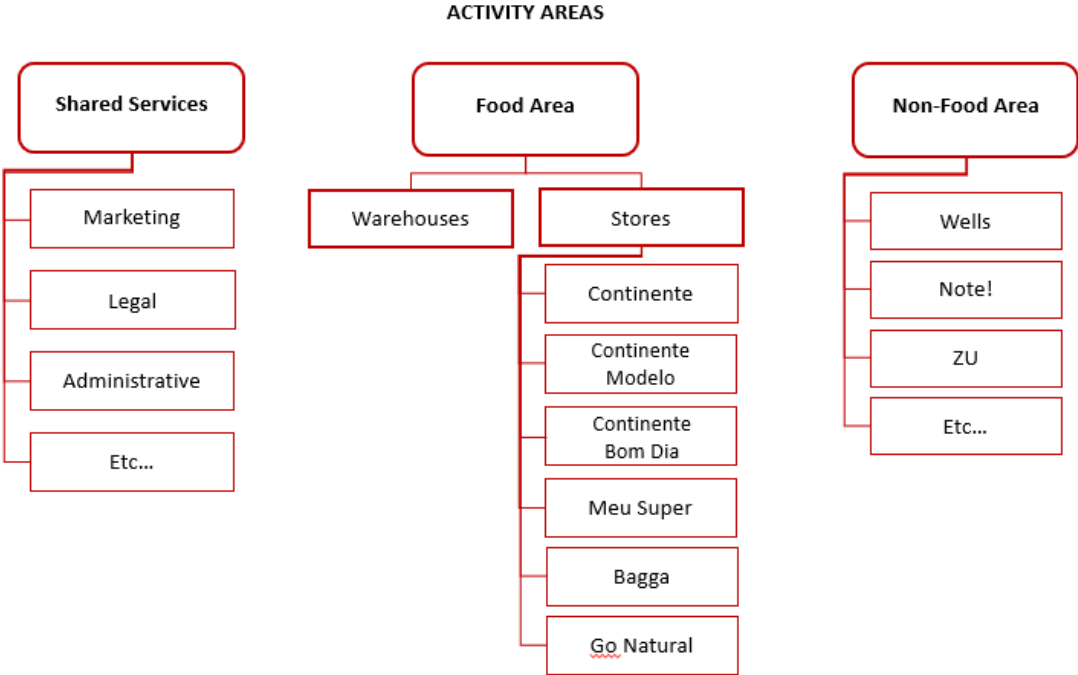 ACTIVITY AREAS
Shared Services
Marketing
Legal
Administrative
Etc...
Food Area
Warehouses
Stores
Continente
Continente
Modelo
Continente
Bom Dia
Meu Super
Bagga
Go Natural
Non-Food Area
Wells
Note!
ZU
Etc...